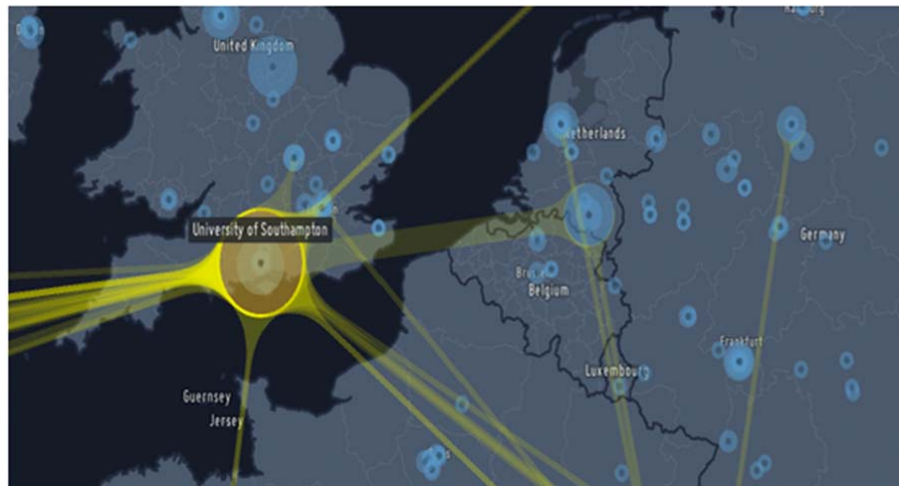 United Kingdom
Netherlands
University of Southampton
Germany
Belgium
Frankfurt
Luxembourg
Guernsey
Jersey